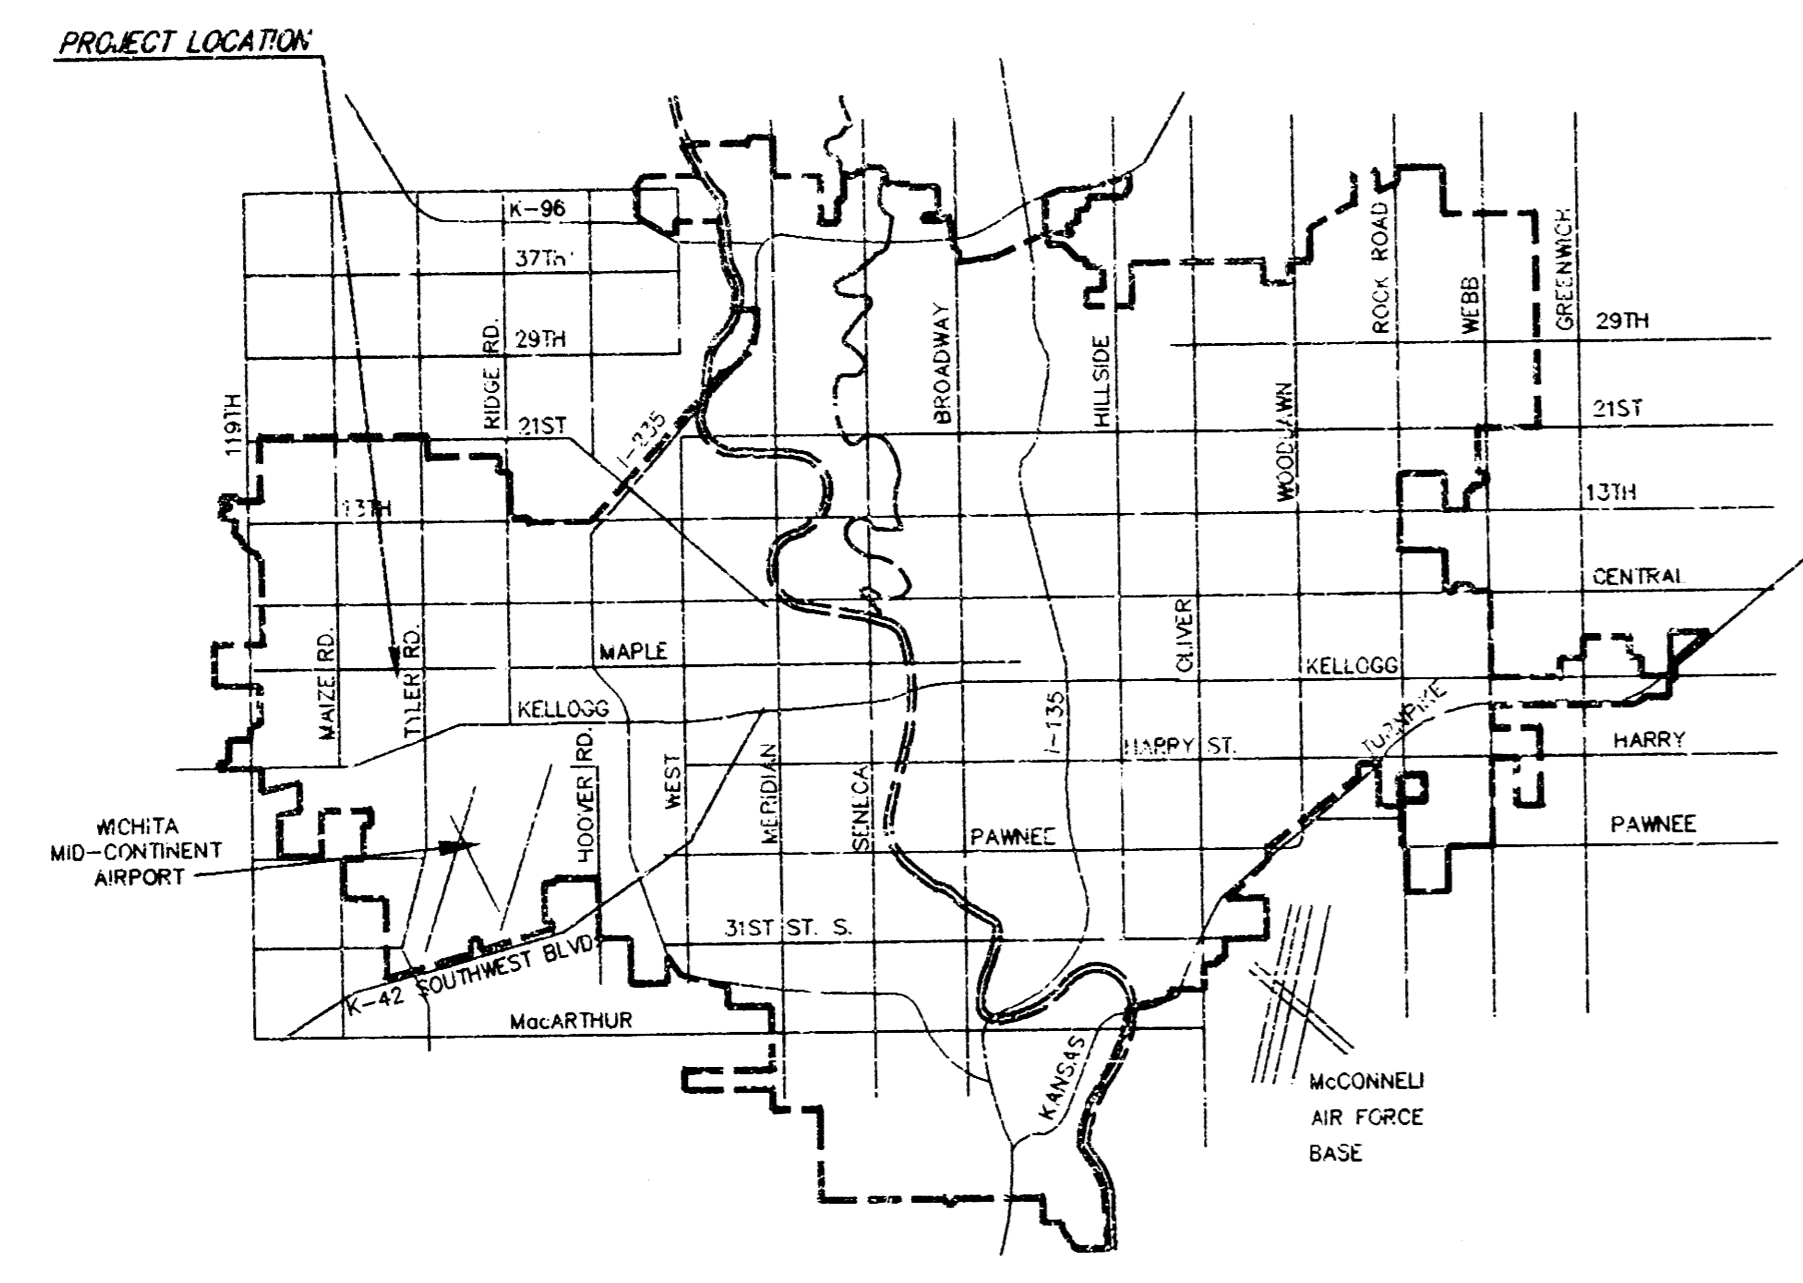 PROJECT LOCATION
K-96
37TH
29TH
RIDGE RD.
21ST
119TH
I-235
13TH
BROADWAY
HILLSIDE
WOODLAWN
ROCK ROAD
WEBB
GREENWICH
29TH
21ST
13TH
CENTRAL
MAIZE RD.
TYLER RD.
MAPLE
OLIVER
KELLOGG
KELLOGG
HOOVER RD.
WEST
MERIDIAN
SENECA
I-135
HARRY ST.
TURNPIKE
HARRY
WICHITA
MID-CONTINENT
AIRPORT
PAWNEE
PAWNEE
31ST ST. S.
K-42 SOUTHWEST BLVD
MacARTHUR
KANSAS
McCONNELL
AIR FORCE
BASE